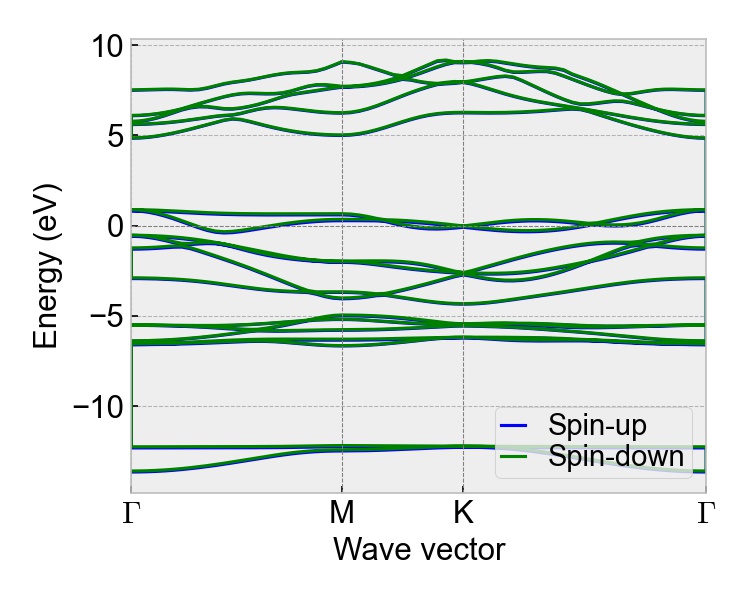 10
5
0
−5
−10
Energy (eV)
Spin-up
Spin-down
Γ M K Γ
Wave vector